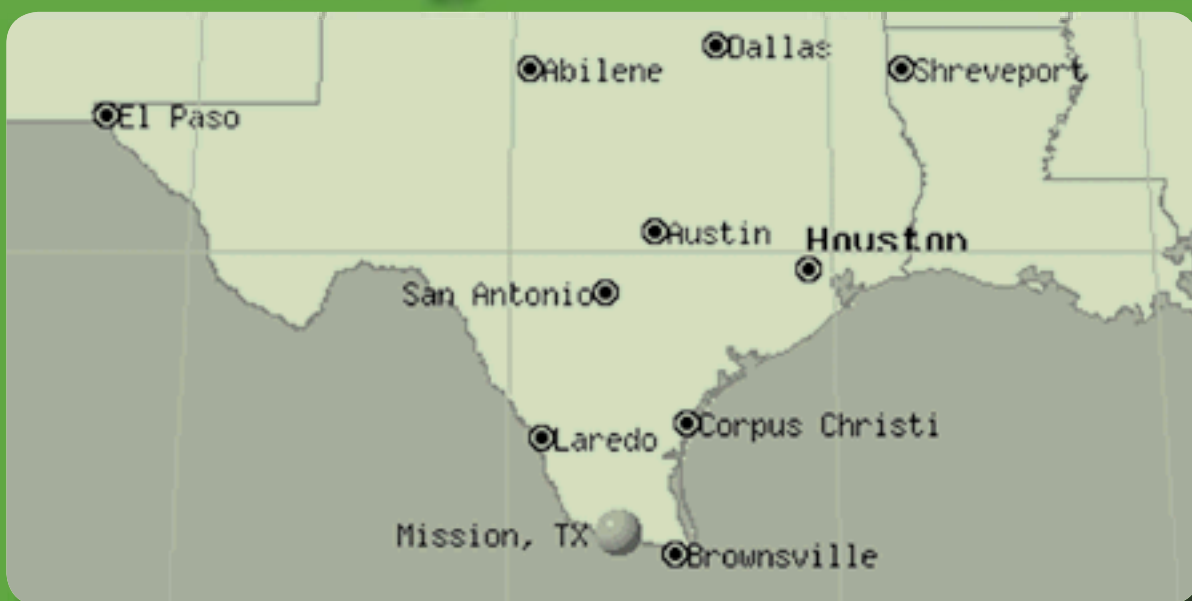 Dallas
Abilene
Shreveport
El Paso
Austin
Houston
San Antonio
Corpus Christi
Laredo
Mission, TX
Brownsville